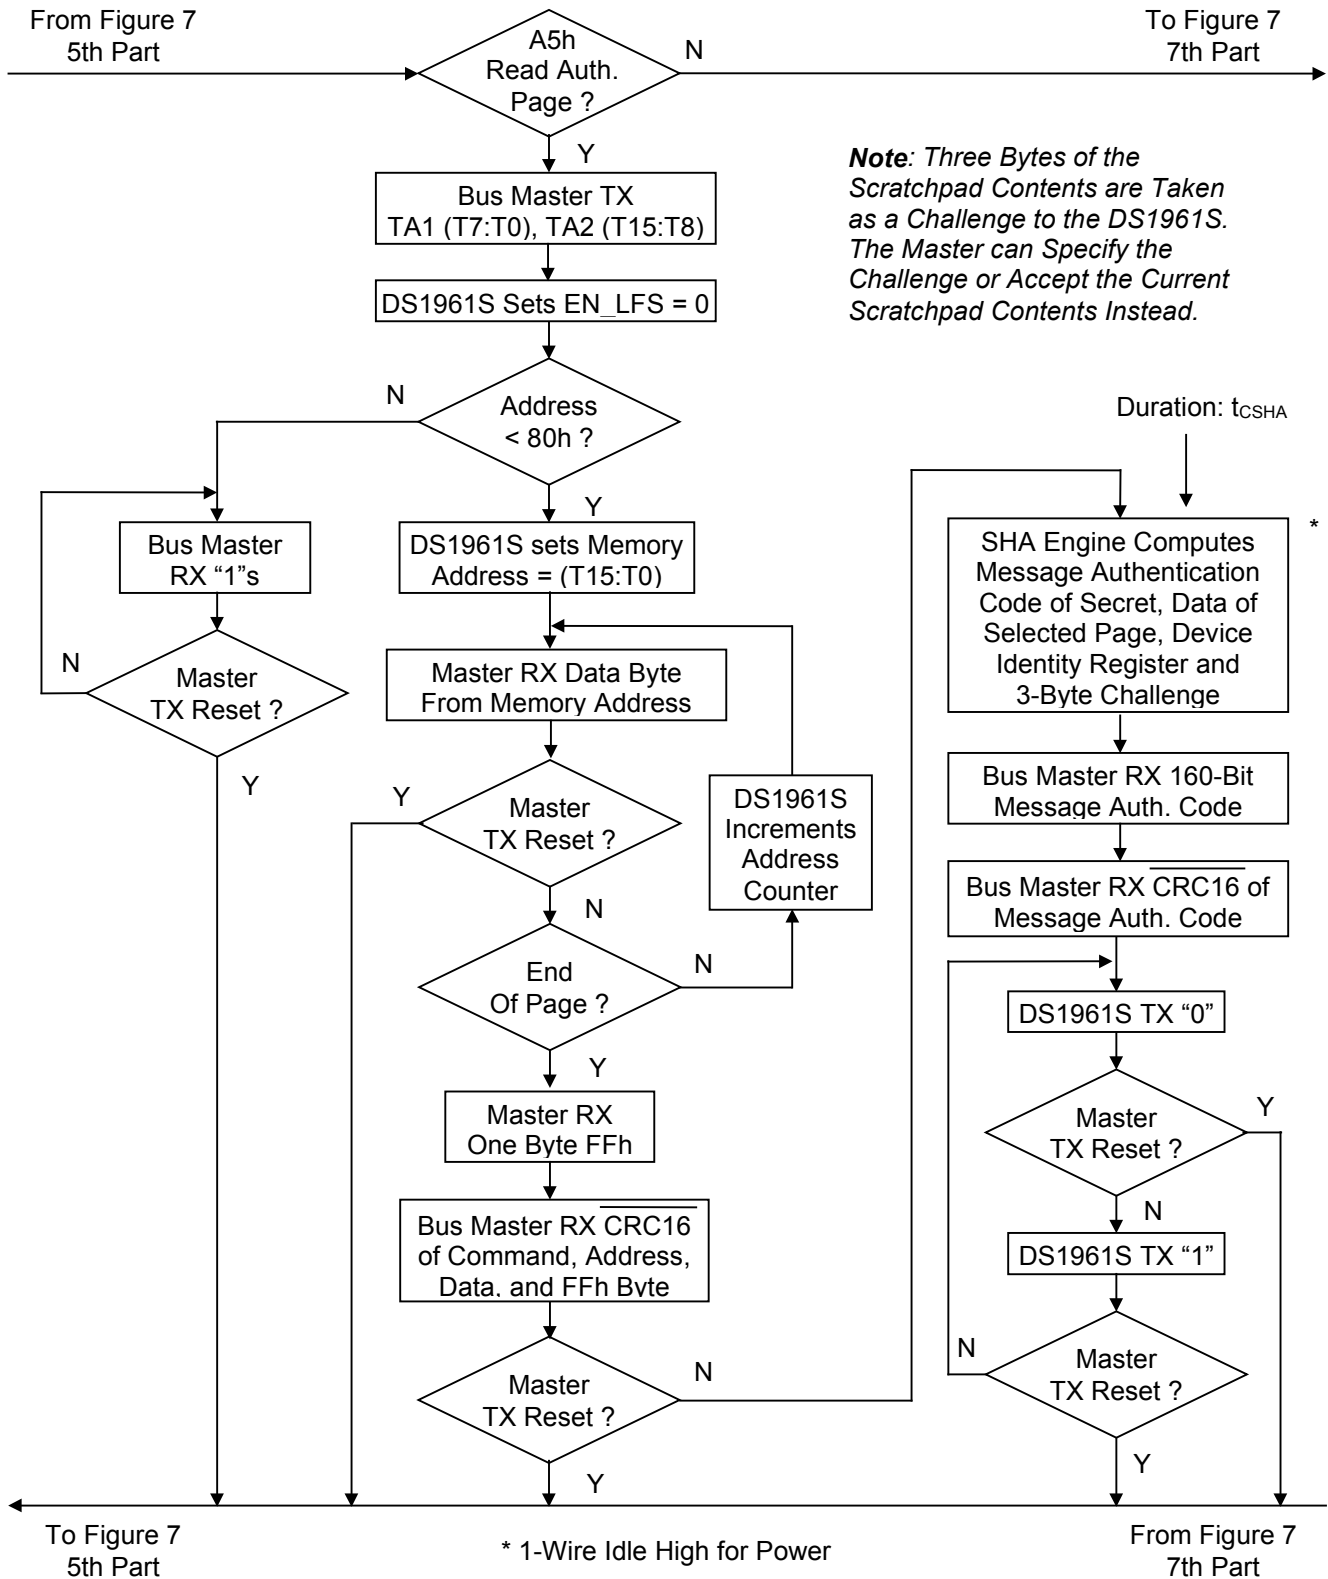 From Figure 7
5th Part
To Figure 7
7th Part
A5h
Read Auth.
Page ?
N
Y
Note: Three Bytes of the
Scratchpad Contents are Taken
as a Challenge to the DS1961S.
The Master can Specify the
Challenge or Accept the Current
Scratchpad Contents Instead.
Bus Master TX
TA1 (T7:T0), TA2 (T15:T8)
DS1961S Sets EN_LFS = 0
Address
< 80h ?
N
Y
Bus Master
RX “1”s
Master
TX Reset ?
N
Y
DS1961S sets Memory
Address = (T15:T0)
Master RX Data Byte
From Memory Address
Master
TX Reset ?
Y
N
DS1961S
Increments
Address
Counter
End
Of Page ?
N
Y
Master RX
One Byte FFh
Bus Master RX CRC16
of Command, Address,
Data, and FFh Byte
Master
TX Reset ?
N
Y
Duration: tCSHA
*
SHA Engine Computes
Message Authentication
Code of Secret, Data of
Selected Page, Device
Identity Register and
3-Byte Challenge
Bus Master RX 160-Bit
Message Auth. Code
Bus Master RX CRC16 of
Message Auth. Code
DS1961S TX “0”
Master
TX Reset ?
Y
N
DS1961S TX “1”
Master
TX Reset ?
N
Y
To Figure 7
5th Part
* 1-Wire Idle High for Power
From Figure 7
7th Part